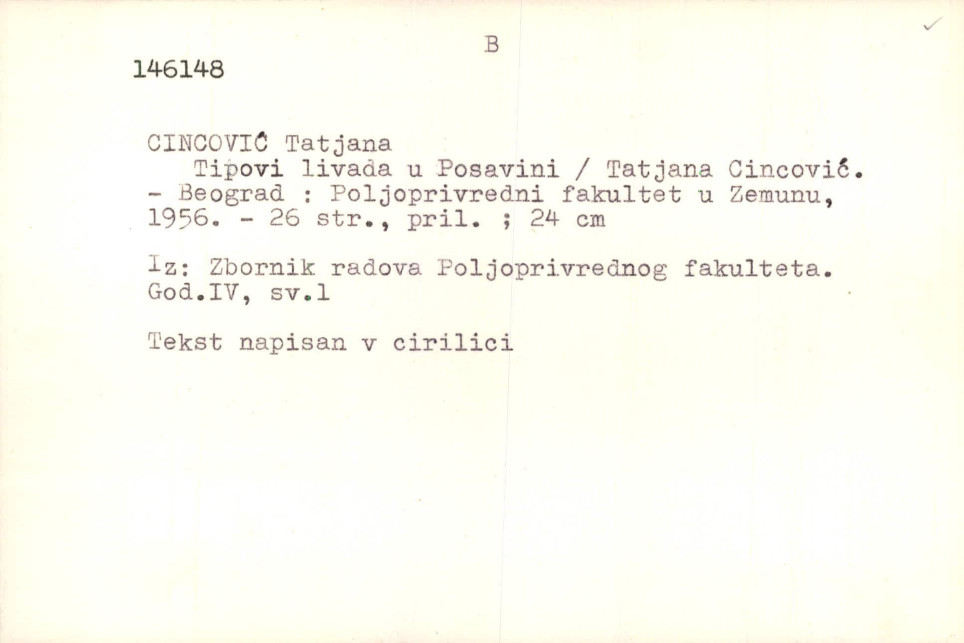 B
146148
CINCOVIĆ Tatjana
Tipovi livada u Posavini / Tatjana Cincović.
- Beograd : Poljoprivredni fakultet u Zemunu,
1956. - 26 str., pril. ; 24 cm
Iz: Zbornik radova Poljoprivrednog fakulteta.
God.IV, sv.1
Tekst napisan v cirilici